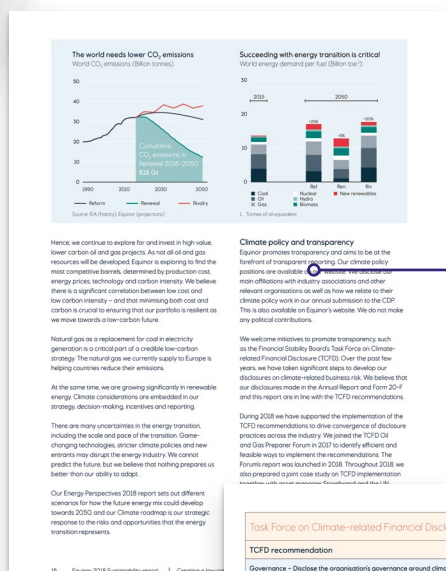 The world needs lower CO2 emissions
World CO2 emissions (Billion tonnes)
50
40
30
20
10
0
1990
2010
2030
2050
Cumulative
CO2 emissions in
Renewal 2016-2050:
818 Gt
Reform
Renewal
Rivalry
Source: IEA (history), Equinor (projections)
Succeeding with energy transition is critical
World energy demand per fuel (Billion toe1).
30
20
10
0
2015
2050
Ref
Ren
Riv
Coal
Oil
Gas
Nuclear
Hydro
Biomass
New renewables
1. Tonnes of oil equivalent
Hence, we continue to explore for and invest in high value,
lower carbon oil and gas projects. As not all oil and gas
resources will be developed, Equinor is exploring to find the
most competitive barrels, determined by production cost,
energy prices, technology and carbon intensity. We believe
there is a significant correlation between low cost and
low carbon intensity – and that minimising both cost and
carbon is crucial to ensuring that our portfolio is resilient as
we move towards a low-carbon future.
Natural gas as a replacement for coal in electricity
generation is a critical part of a credible low-carbon
strategy. The natural gas we currently supply to Europe is
helping countries reduce their emissions.
At the same time, we are growing significantly in renewable
energy. Climate considerations are embedded in our
strategy, decision-making, incentives and reporting.
There are many uncertainties in the energy transition,
including the scale and pace of the transition. Game-
changing technologies, stricter climate policies and new
entrants may disrupt the energy industry. We cannot
predict the future, but we believe that nothing prepares us
better than our ability to adapt.
Our Energy Perspectives 2018 report sets out different
scenarios for how the future energy mix could develop
towards 2050, and our Climate roadmap is our strategic
response to the risks and opportunities that the energy
transition represents.
Climate policy and transparency
Equinor promotes transparency and aims to be at the
forefront of transparent reporting. Our climate policy
positions are available website. We disclose our
main affiliations with industry associations and other
relevant organisations as well as how we relate to their
climate policy work in our annual submission to the CDP.
This is also available on Equinor's website. We do not make
any political contributions.
We welcome initiatives to promote transparency, such
as the Financial Stability Board's Task Force on Climate-
related Financial Disclosure (TCFD). Over the past few
years, we have taken significant steps to develop our
disclosures on climate-related business risk. We believe that
our disclosures made in the Annual Report and Form 20-F
and this report are in line with the TCFD recommendations.
During 2018 we have supported the implementation of the
TCFD recommendations to drive convergence of disclosure
practices across the industry. We joined the TCFD Oil
and Gas Preparer Forum in 2017 to identify efficient and
feasible ways to implement the recommendations. The
Forum's report was launched in 2018. Throughout 2018, we
also prepared a joint case study on TCFD implementation
together with asset manager Storebrand and the UN
16 Equinor 2018 Sustainability report | Creating a low-
Task Force on Climate-related Financial Discl
TCFD recommendation
Governance – Disclose the organisation's governance around clima